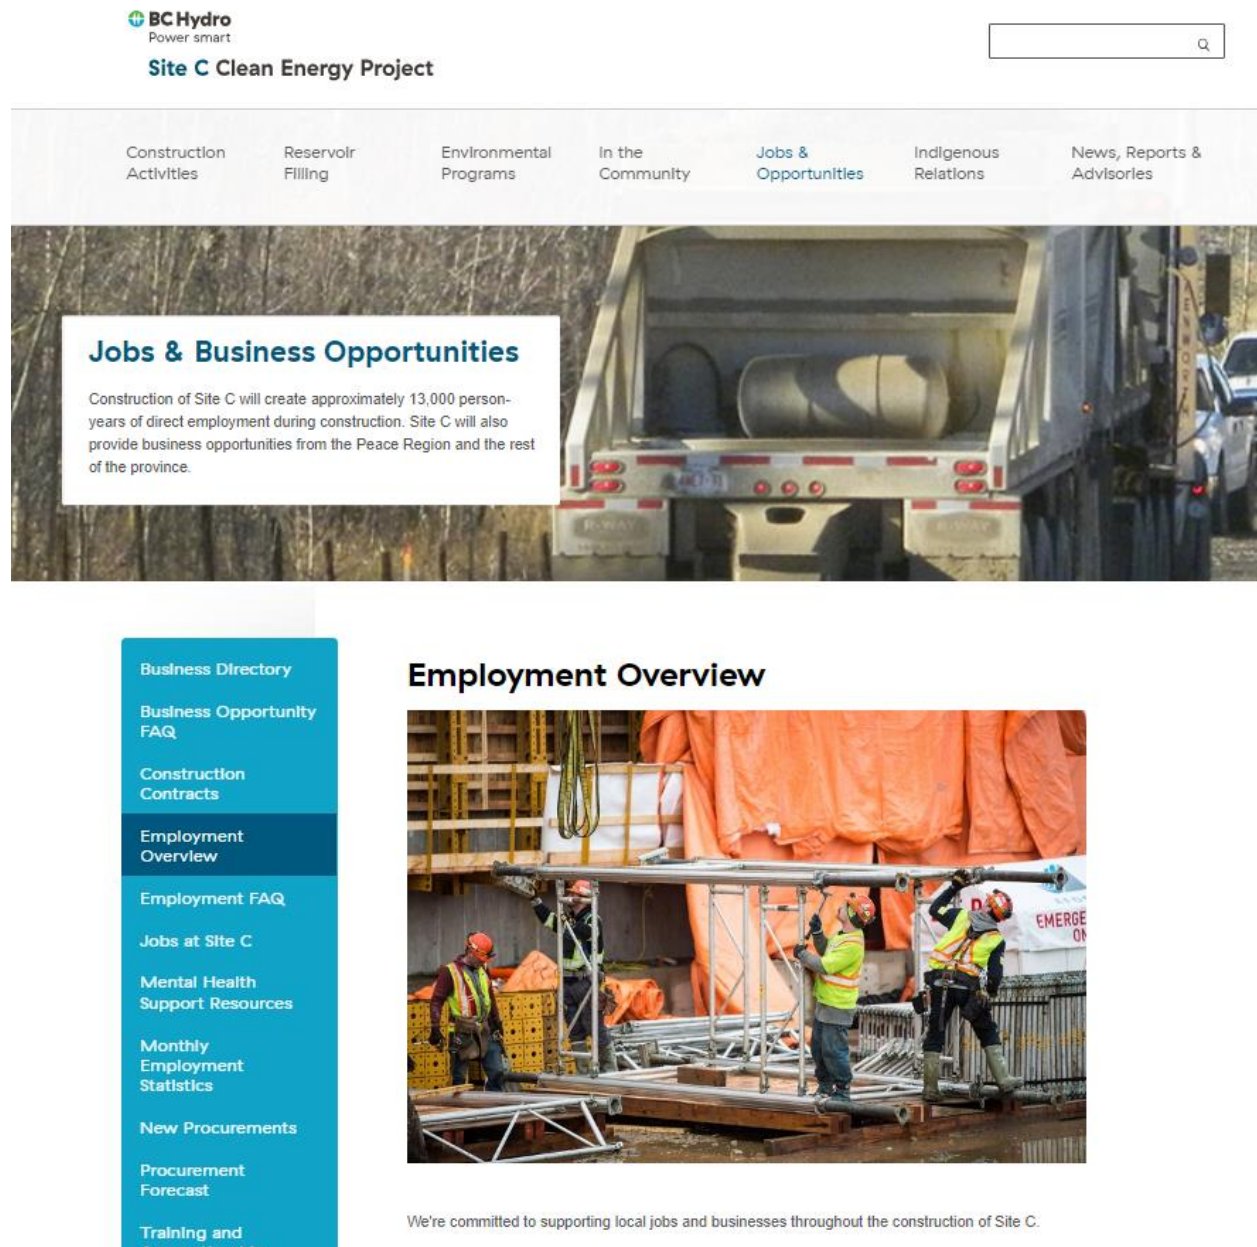 BC Hydro
Power smart
Site C Clean Energy Project
Construction Activities
Reservoir Filling
Environmental Programs
In the Community
Jobs & Opportunities
Indigenous Relations
News, Reports & Advisories
KENWORTH
Jobs & Business Opportunities
Construction of Site C will create approximately 13,000 person-
years of direct employment during construction. Site C will also
provide business opportunities from the Peace Region and the rest
of the province.
R-WAY
R-WAY
Business Directory
Business Opportunity
FAQ
Construction
Contracts
Employment
Overview
Employment FAQ
Jobs at Site C
Mental Health
Support Resources
Monthly
Employment
Statistics
New Procurements
Procurement
Forecast
Training and
Employment Overview
EMERGE
ON
We're committed to supporting local jobs and businesses throughout the construction of Site C.